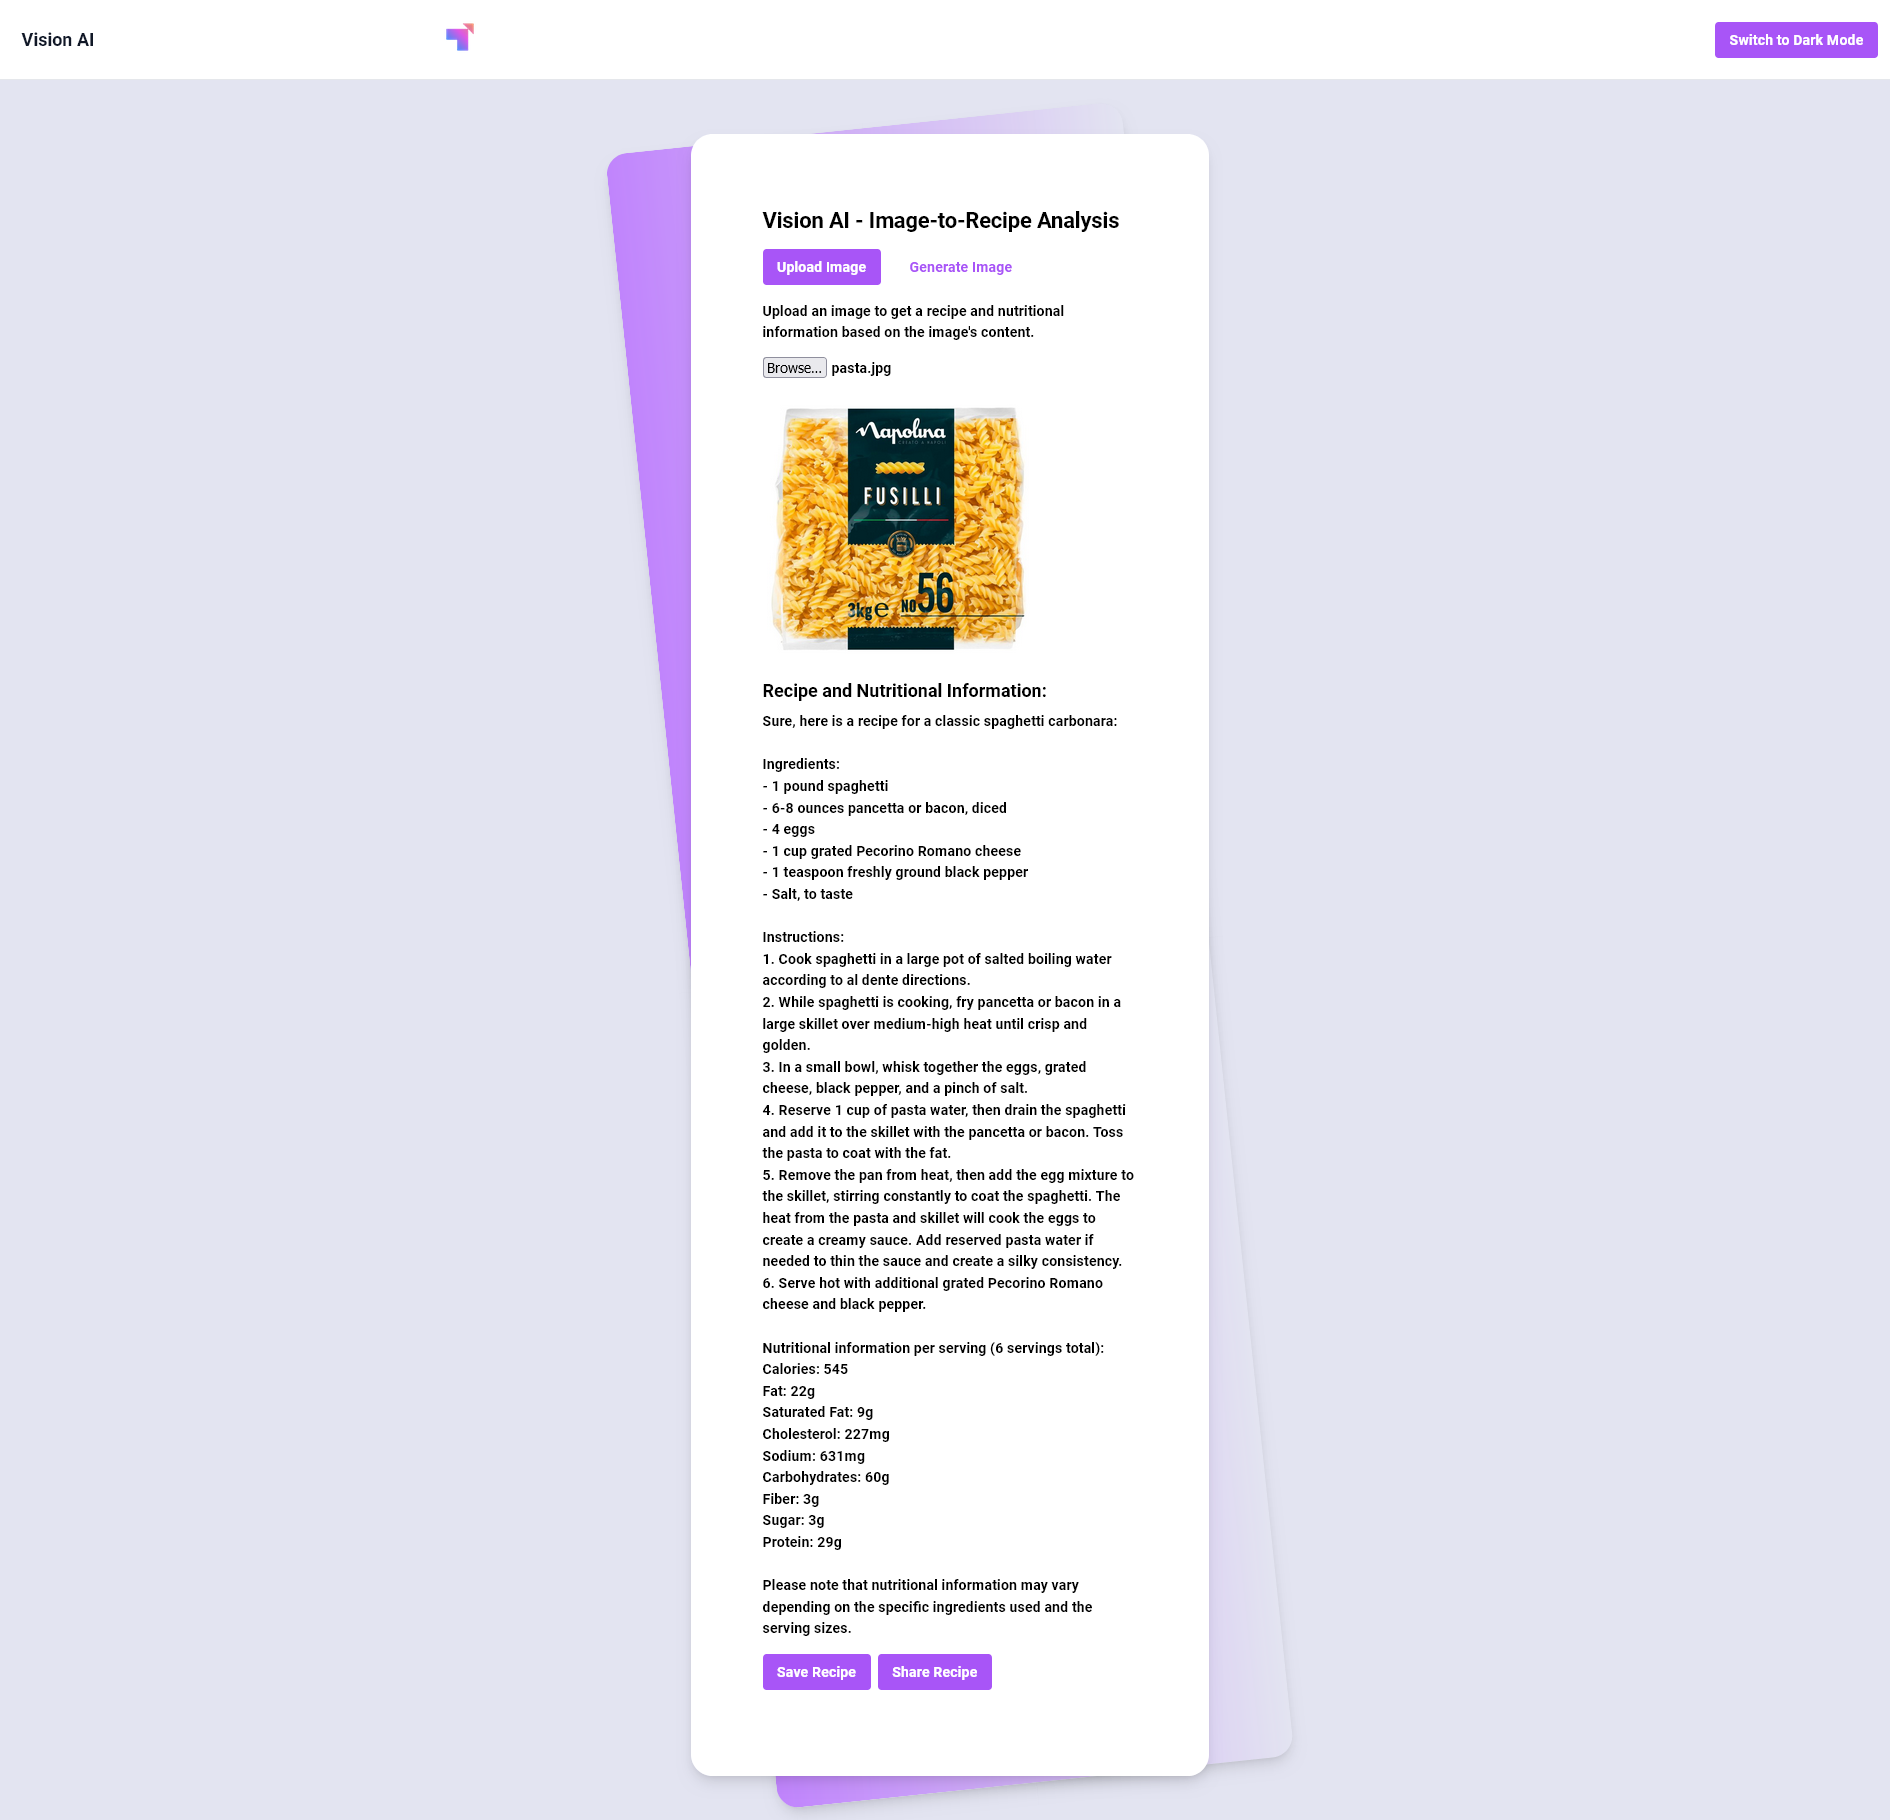 Vision AI
Switch to Dark Mode
Vision AI - Image-to-Recipe Analysis
Upload Image
Generate Image
Upload an image to get a recipe and nutritional
information based on the image's content.
Browse...
pasta.jpg
Napolina
FUSILLI
3kg e
NO 56
Recipe and Nutritional Information:
Sure, here is a recipe for a classic spaghetti carbonara:
Ingredients:
- 1 pound spaghetti
- 6-8 ounces pancetta or bacon, diced
- 4 eggs
- 1 cup grated Pecorino Romano cheese
- 1 teaspoon freshly ground black pepper
- Salt, to taste
Instructions:
1. Cook spaghetti in a large pot of salted boiling water
according to al dente directions.
2. While spaghetti is cooking, fry pancetta or bacon in a
large skillet over medium-high heat until crisp and
golden.
3. In a small bowl, whisk together the eggs, grated
cheese, black pepper, and a pinch of salt.
4. Reserve 1 cup of pasta water, then drain the spaghetti
and add it to the skillet with the pancetta or bacon. Toss
the pasta to coat with the fat.
5. Remove the pan from heat, then add the egg mixture to
the skillet, stirring constantly to coat the spaghetti. The
heat from the pasta and skillet will cook the eggs to
create a creamy sauce. Add reserved pasta water if
needed to thin the sauce and create a silky consistency.
6. Serve hot with additional grated Pecorino Romano
cheese and black pepper.
Nutritional information per serving (6 servings total):
Calories: 545
Fat: 22g
Saturated Fat: 9g
Cholesterol: 227mg
Sodium: 631mg
Carbohydrates: 60g
Fiber: 3g
Sugar: 3g
Protein: 29g
Please note that nutritional information may vary
depending on the specific ingredients used and the
serving sizes.
Save Recipe
Share Recipe